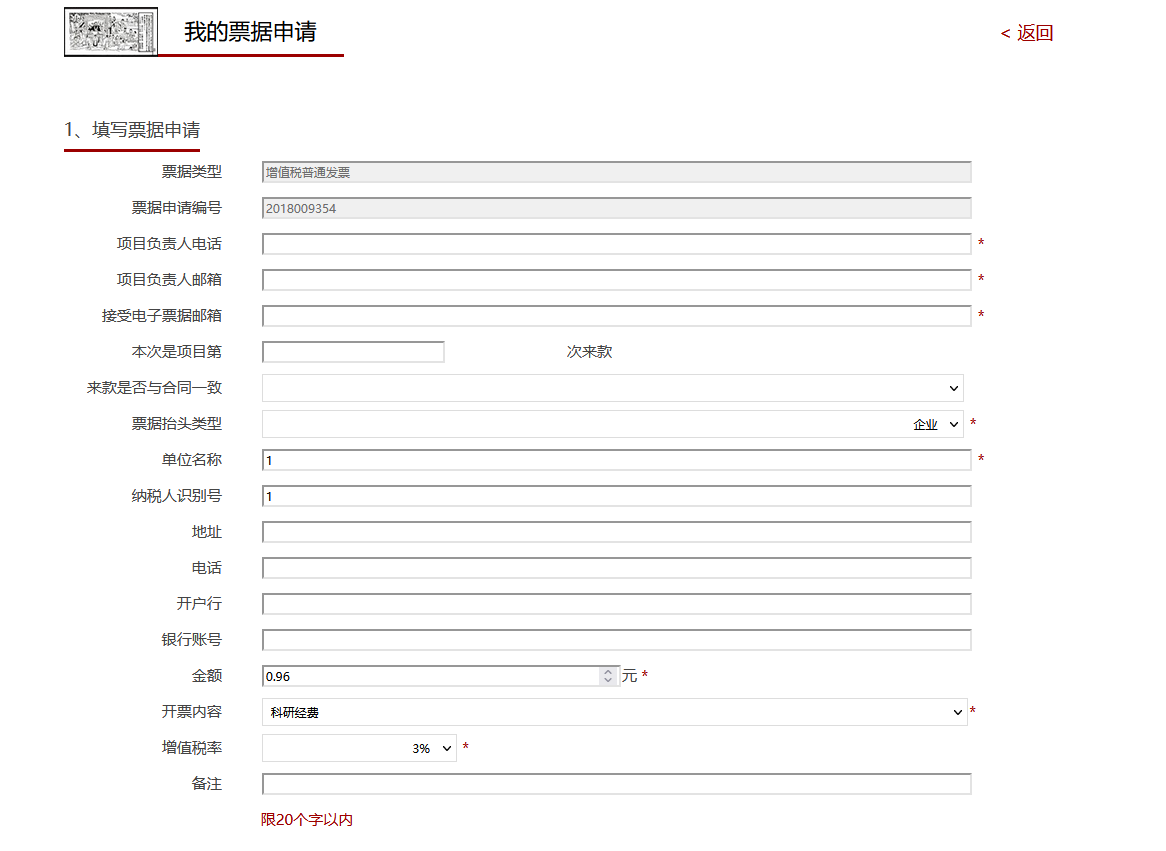 我的票据申请
< 返回
1、填写票据申请
票据类型 增值税普通发票
票据申请编号 2018009354
项目负责人电话 *
项目负责人邮箱 *
接受电子票据邮箱 *
本次是项目第 次来款
来款是否与合同一致
票据抬头类型 企业 *
单位名称 1 *
纳税人识别号 1
地址
电话
开户行
银行账号
金额 0.96 元 *
开票内容 科研经费 *
增值税率 3% *
备注
限20个字以内